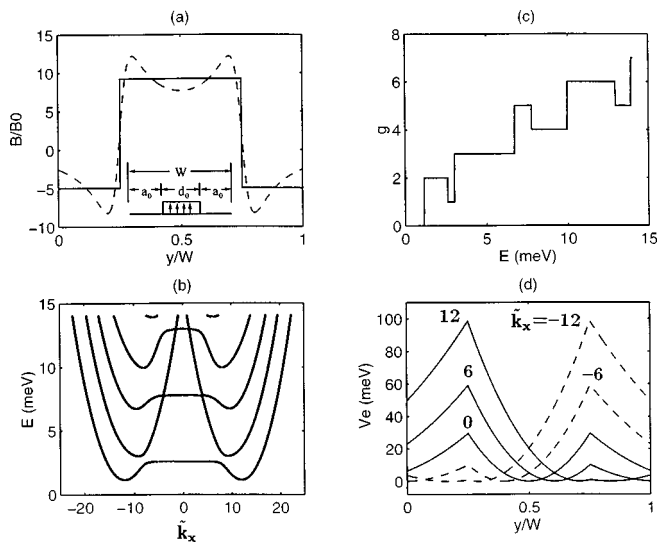 (a)
15
10
5
0
−5
−10
B/B0
W
a₀ d₀ a₀
0 0.5 1
y/W
(c)
8
6
4
2
0
g
0 5 10 15
E (meV)
(b)
15
10
5
0
E (meV)
−20 −10 0 10 20
k̃ₓ
(d)
100
80
60
40
20
0
Ve (meV)
12
k̃ₓ=−12
6
−6
0
0 0.5 1
y/W